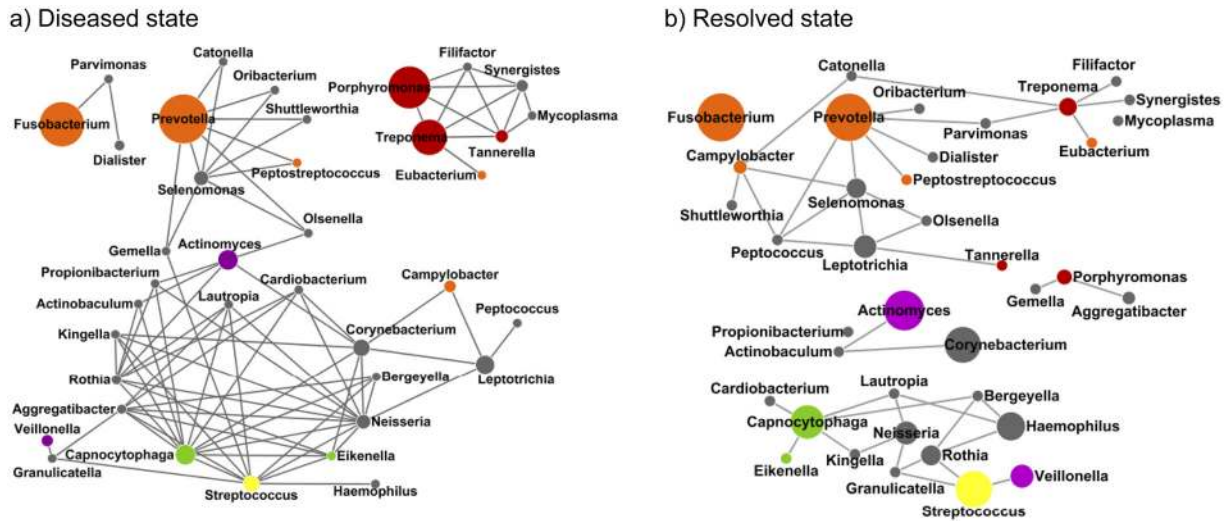 a) Diseased state
Parvimonas
Fusobacterium
Dialister
Catonella
Oribacterium
Prevotella
Shuttleworthia
Peptostreptococcus
Selenomonas
Olsenella
Gemella
Filifactor
Synergistes
Porphyromonas
Mycoplasma
Treponema
Tannerella
Eubacterium
Actinomyces
Propionibacterium
Cardiobacterium
Campylobacter
Actinobaculum
Lautropia
Peptococcus
Kingella
Corynebacterium
Leptotrichia
Rothia
Bergeyella
Aggregatibacter
Neisseria
Veillonella
Capnocytophaga
Eikenella
Granulicatella
Streptococcus
Haemophilus
b) Resolved state
Catonella
Filifactor
Treponema
Oribacterium
Synergistes
Fusobacterium
Prevotella
Mycoplasma
Parvimonas
Eubacterium
Campylobacter
Dialister
Peptostreptococcus
Selenomonas
Shuttleworthia
Olsenella
Peptococcus
Leptotrichia
Tannerella
Porphyromonas
Gemella
Aggregatibacter
Actinomyces
Propionibacterium
Corynebacterium
Actinobaculum
Cardiobacterium
Lautropia
Bergeyella
Capnocytophaga
Neisseria
Haemophilus
Eikenella
Kingella
Rothia
Granulicatella
Veillonella
Streptococcus